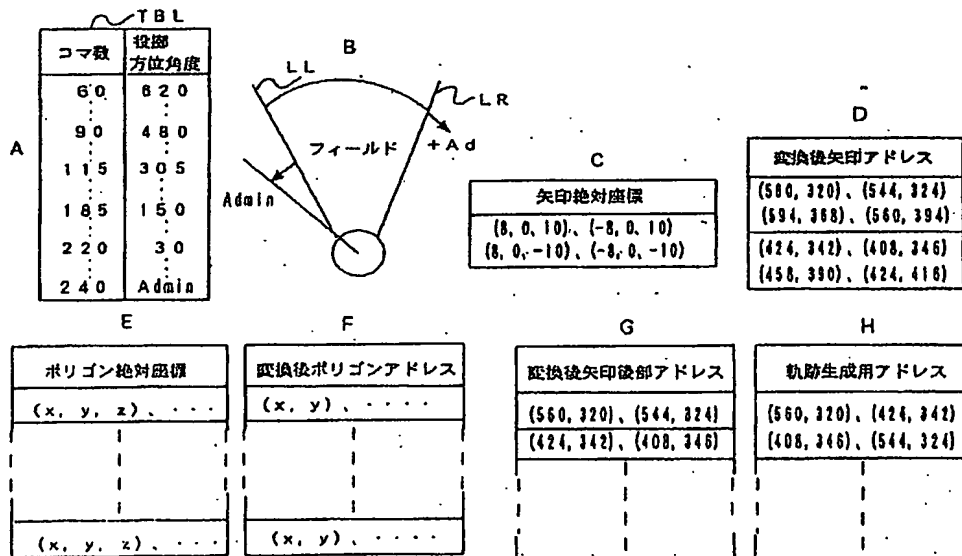 TBL
コマ数 役部方位角度
60 620
90 480
115 305
185 150
220 30
240 Admin
A
B
LL
LR
フィールド
+Ad
Admin
C
矢印絶対座標
(8, 0, 10)、(-8, 0, 10)
(8, 0, -10)、(-8, 0, -10)
D
変換後矢印アドレス
(560, 320)、(544, 324)
(594, 368)、(560, 394)
(424, 342)、(408, 346)
(458, 390)、(424, 416)
E
ポリゴン絶対座標
(x, y, z)、・・・
(x, y, z)、・・・
F
変換後ポリゴンアドレス
(x, y)、・・・・
(x, y)、・・・・
G
変換後矢印後部アドレス
(560, 320)、(544, 324)
(424, 342)、(408, 346)
H
軌跡生成用アドレス
(560, 320)、(424, 342)
(408, 346)、(544, 324)